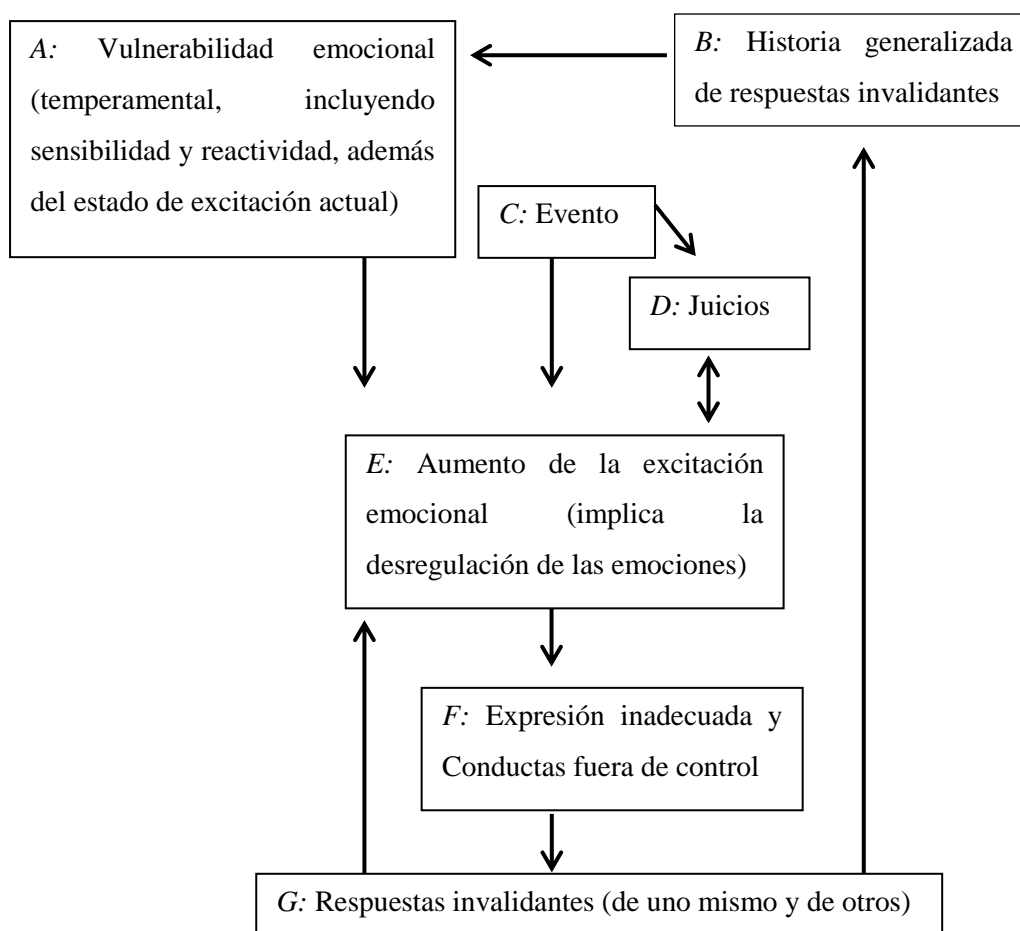 A: Vulnerabilidad emocional
(temperamental, incluyendo
sensibilidad y reactividad, además
del estado de excitación actual)
B: Historia generalizada
de respuestas invalidantes
C: Evento
D: Juicios
E: Aumento de la excitación
emocional (implica la
desregulación de las emociones)
F: Expresión inadecuada y
Conductas fuera de control
G: Respuestas invalidantes (de uno mismo y de otros)